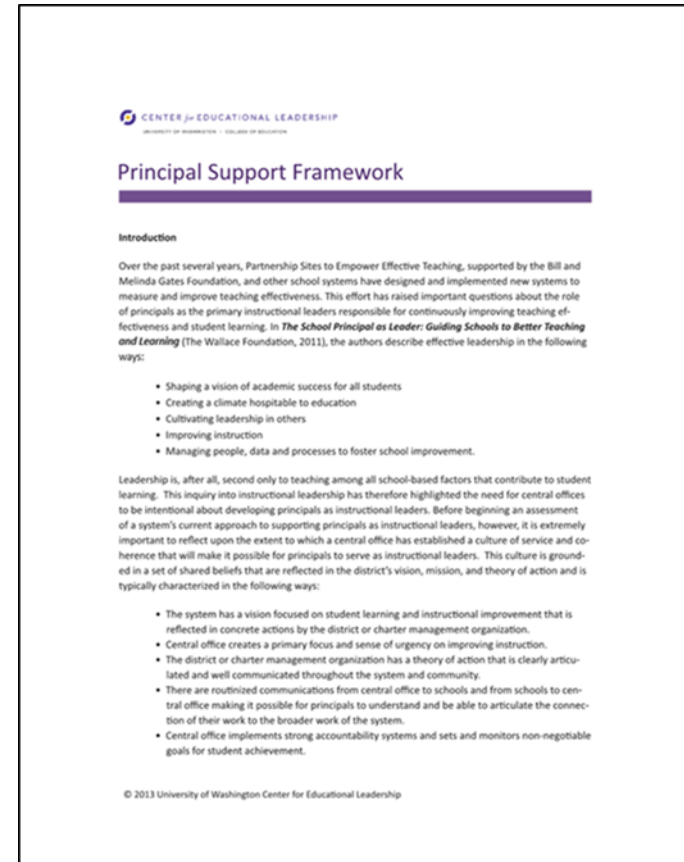 CENTER for EDUCATIONAL LEADERSHIP
UNIVERSITY OF WASHINGTON • COLLEGE OF EDUCATION
Principal Support Framework
Introduction
Over the past several years, Partnership Sites to Empower Effective Teaching, supported by the Bill and
Melinda Gates Foundation, and other school systems have designed and implemented new systems to
measure and improve teaching effectiveness. This effort has raised important questions about the role
of principals as the primary instructional leaders responsible for continuously improving teaching ef-
fectiveness and student learning. In The School Principal as Leader: Guiding Schools to Better Teaching
and Learning (The Wallace Foundation, 2011), the authors describe effective leadership in the following
ways:
• Shaping a vision of academic success for all students
• Creating a climate hospitable to education
• Cultivating leadership in others
• Improving instruction
• Managing people, data and processes to foster school improvement.
Leadership is, after all, second only to teaching among all school-based factors that contribute to student
learning. This inquiry into instructional leadership has therefore highlighted the need for central offices
to be intentional about developing principals as instructional leaders. Before beginning an assessment
of a system's current approach to supporting principals as instructional leaders, however, it is extremely
important to reflect upon the extent to which a central office has established a culture of service and co-
herence that will make it possible for principals to serve as instructional leaders. This culture is ground-
ed in a set of shared beliefs that are reflected in the district's vision, mission, and theory of action and is
typically characterized in the following ways:
• The system has a vision focused on student learning and instructional improvement that is
reflected in concrete actions by the district or charter management organization.
• Central office creates a primary focus and sense of urgency on improving instruction.
• The district or charter management organization has a theory of action that is clearly articu-
lated and well communicated throughout the system and community.
• There are routinized communications from central office to schools and from schools to cen-
tral office making it possible for principals to understand and be able to articulate the connec-
tion of their work to the broader work of the system.
• Central office implements strong accountability systems and sets and monitors non-negotiable
goals for student achievement.
© 2013 University of Washington Center for Educational Leadership